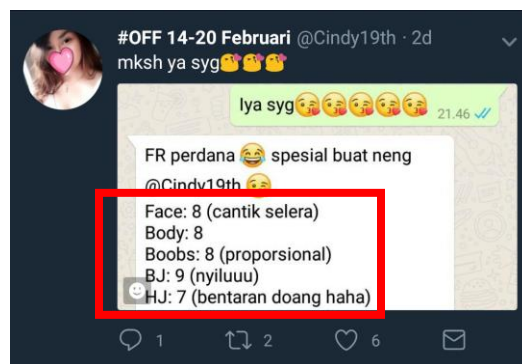 #OFF 14-20 Februari @Cindy19th · 2d
mksh ya syg😘😘😘
Iya syg😘😘😘😘😘 21.46
FR perdana 😂 spesial buat neng
@Cindy19th 😘
Face: 8 (cantik selera)
Body: 8
Boobs: 8 (proporsional)
BJ: 9 (nyiluuu)
HJ: 7 (bentaran doang haha)
1 2 6